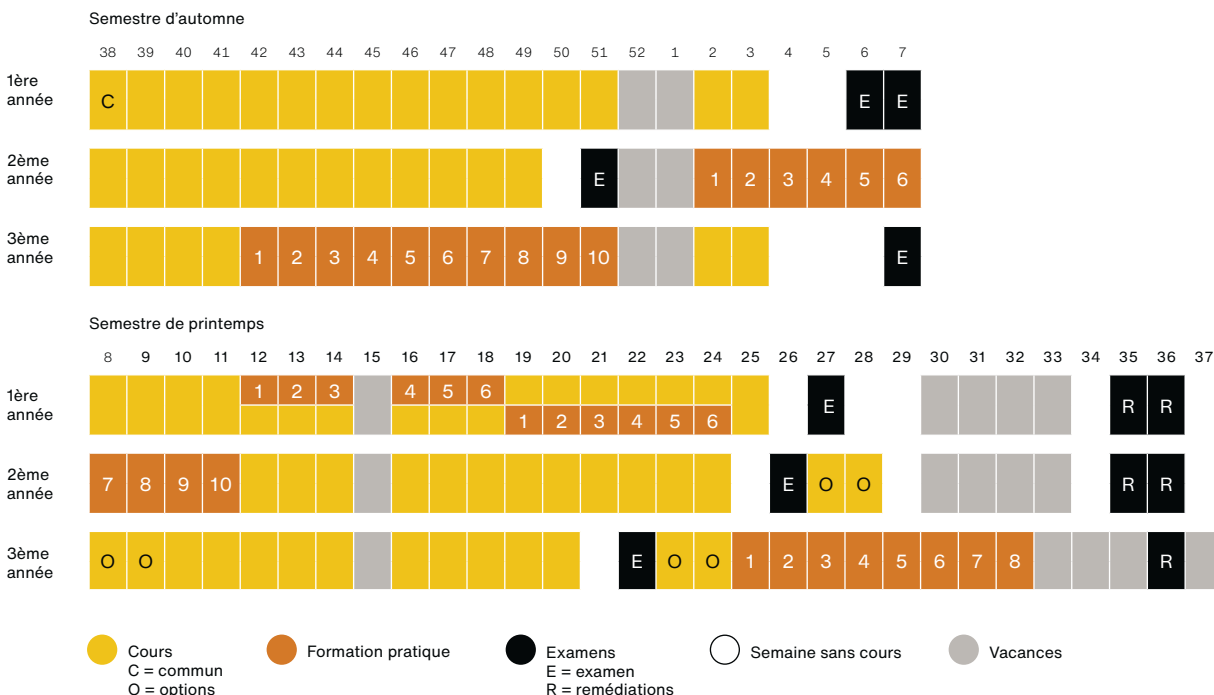 Semestre d'automne
38 39 40 41 42 43 44 45 46 47 48 49 50 51 52 1 2 3 4 5 6 7
1ère
année
C E E
2ème
année
E 1 2 3 4 5 6
3ème
année
1 2 3 4 5 6 7 8 9 10 E
Semestre de printemps
8 9 10 11 12 13 14 15 16 17 18 19 20 21 22 23 24 25 26 27 28 29 30 31 32 33 34 35 36 37
1ère
année
1 2 3 4 5 6
E R R
1 2 3 4 5 6
2ème
année
7 8 9 10 E O O R R
3ème
année
O O E O O 1 2 3 4 5 6 7 8 R
Cours
C = commun
O = options
Formation pratique
Examens
E = examen
R = remédiations
Semaine sans cours
Vacances